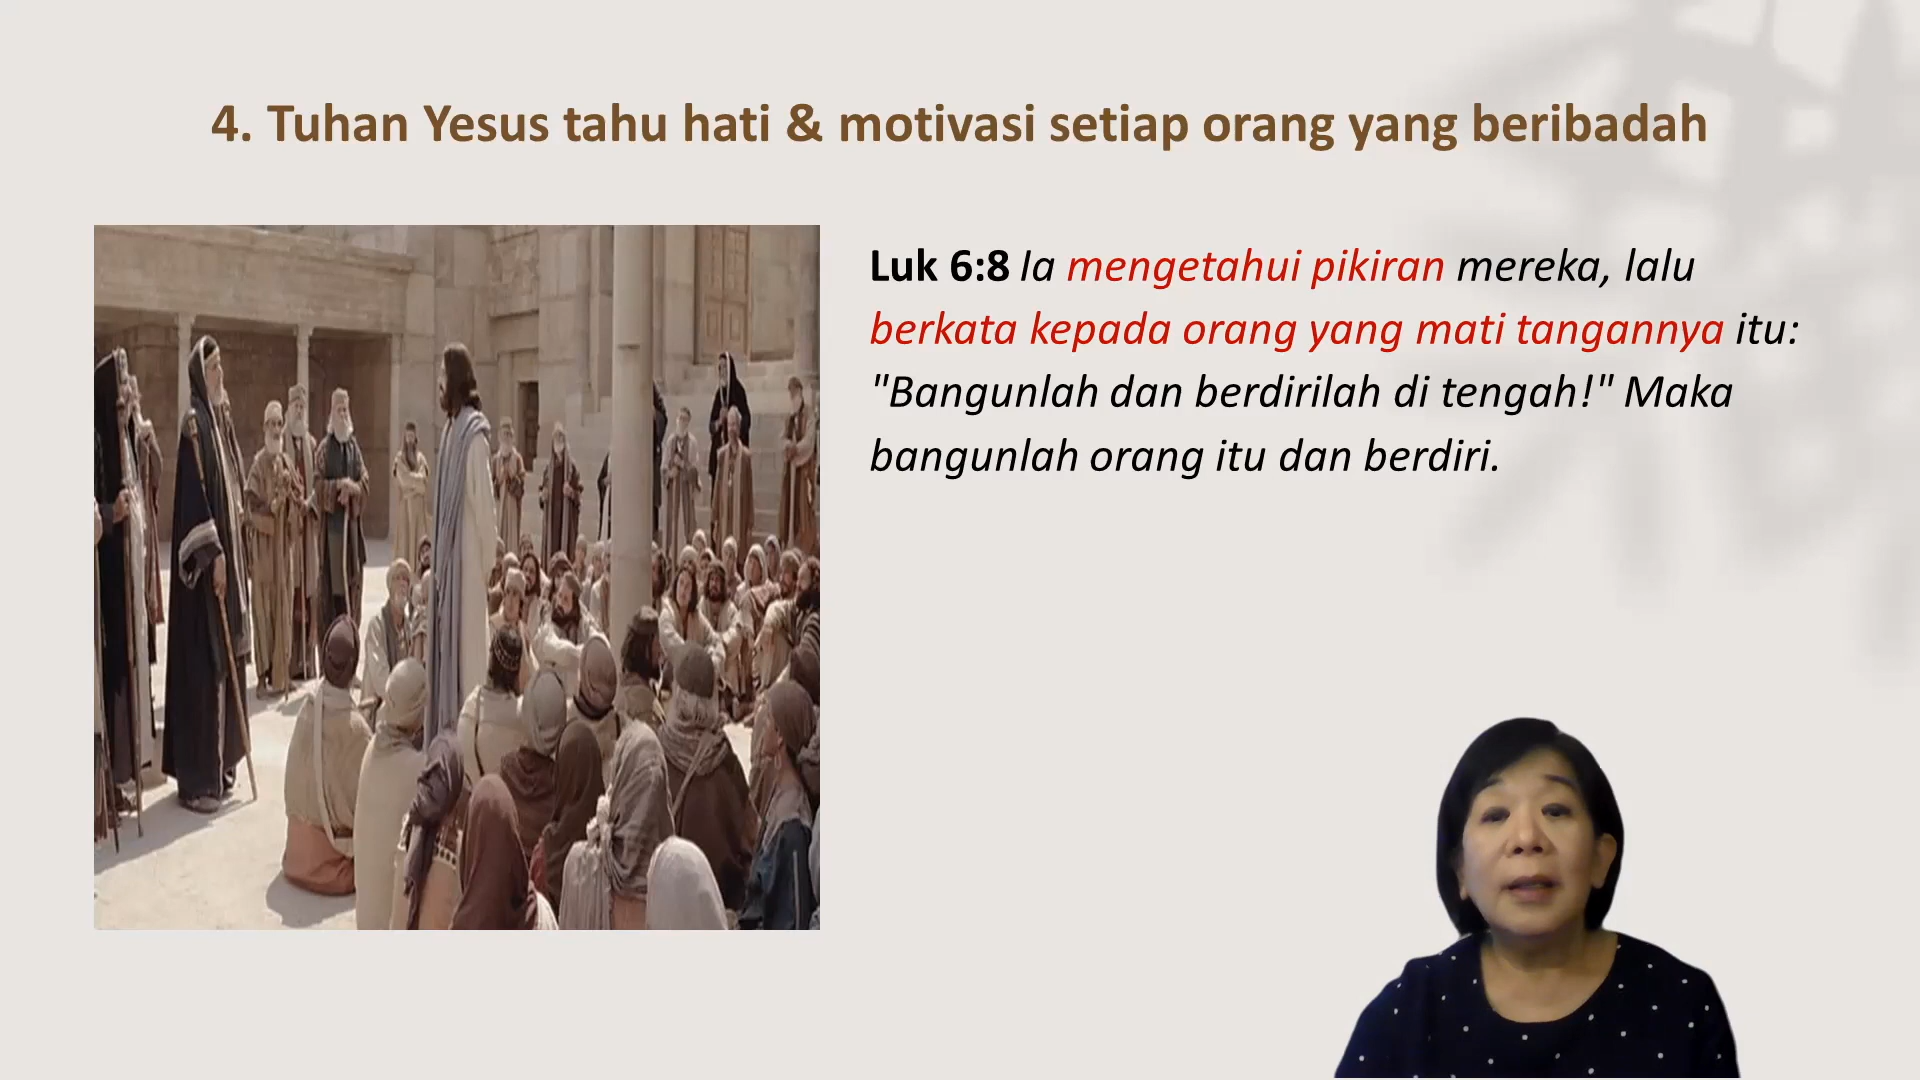 4. Tuhan Yesus tahu hati & motivasi setiap orang yang beribadah
Luk 6:8 Ia mengetahui pikiran mereka, lalu
berkata kepada orang yang mati tangannya itu:
"Bangunlah dan berdirilah di tengah!" Maka
bangunlah orang itu dan berdiri.